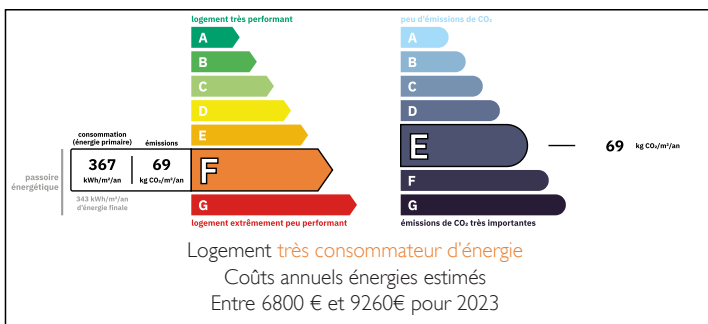 logement très performant
A
B
C
D
E
consommation
(énergie primaire)
émissions
367
kWh/m²/an
69
kg CO₂/m²/an
F
passoire
énergétique
343 kWh/m²/an
d'énergie finale
G
logement extrêmement peu performant
peu d'émissions de CO₂
A
B
C
D
E
69 kg CO₂/m²/an
F
G
émissions de CO₂ très importantes
Logement très consommateur d'énergie
Coûts annuels énergies estimés
Entre 6800 € et 9260€ pour 2023